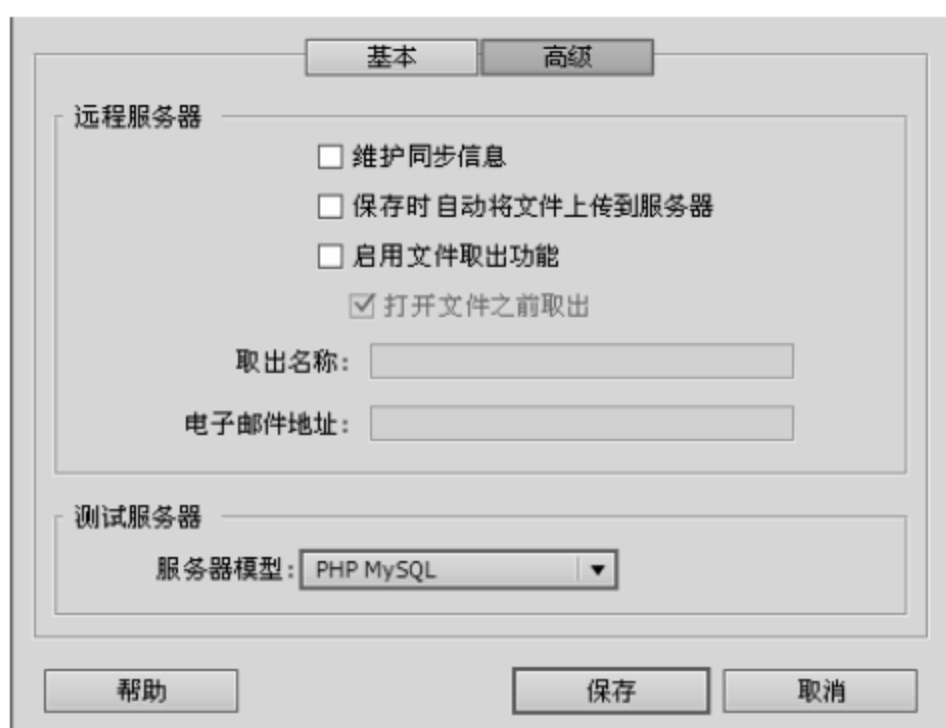 基本 高级
远程服务器
维护同步信息
保存时自动将文件上传到服务器
启用文件取出功能
打开文件之前取出
取出名称:
电子邮件地址:
测试服务器
服务器模型: PHP MySQL
帮助 保存 取消